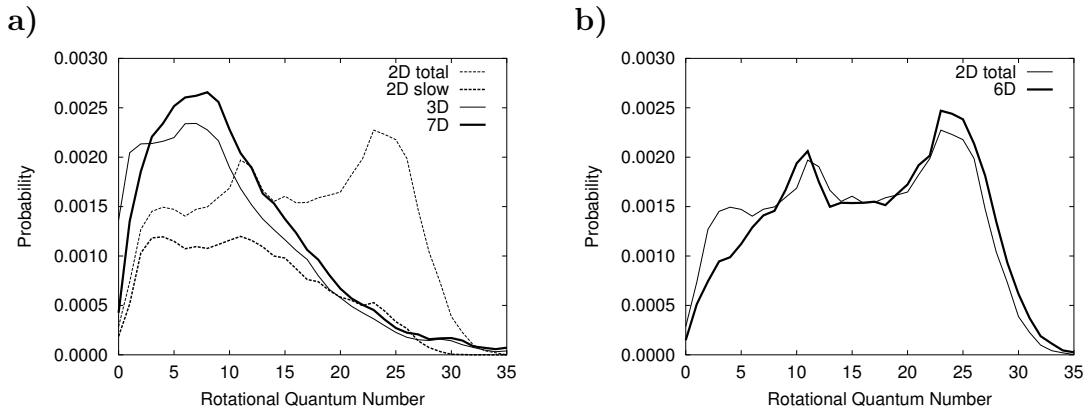 a)
0.0030
0.0025
0.0020
0.0015
0.0010
0.0005
0.0000
Probability
0 5 10 15 20 25 30 35
Rotational Quantum Number
2D total
2D slow
3D
7D
b)
0.0030
0.0025
0.0020
0.0015
0.0010
0.0005
0.0000
Probability
0 5 10 15 20 25 30 35
Rotational Quantum Number
2D total
6D